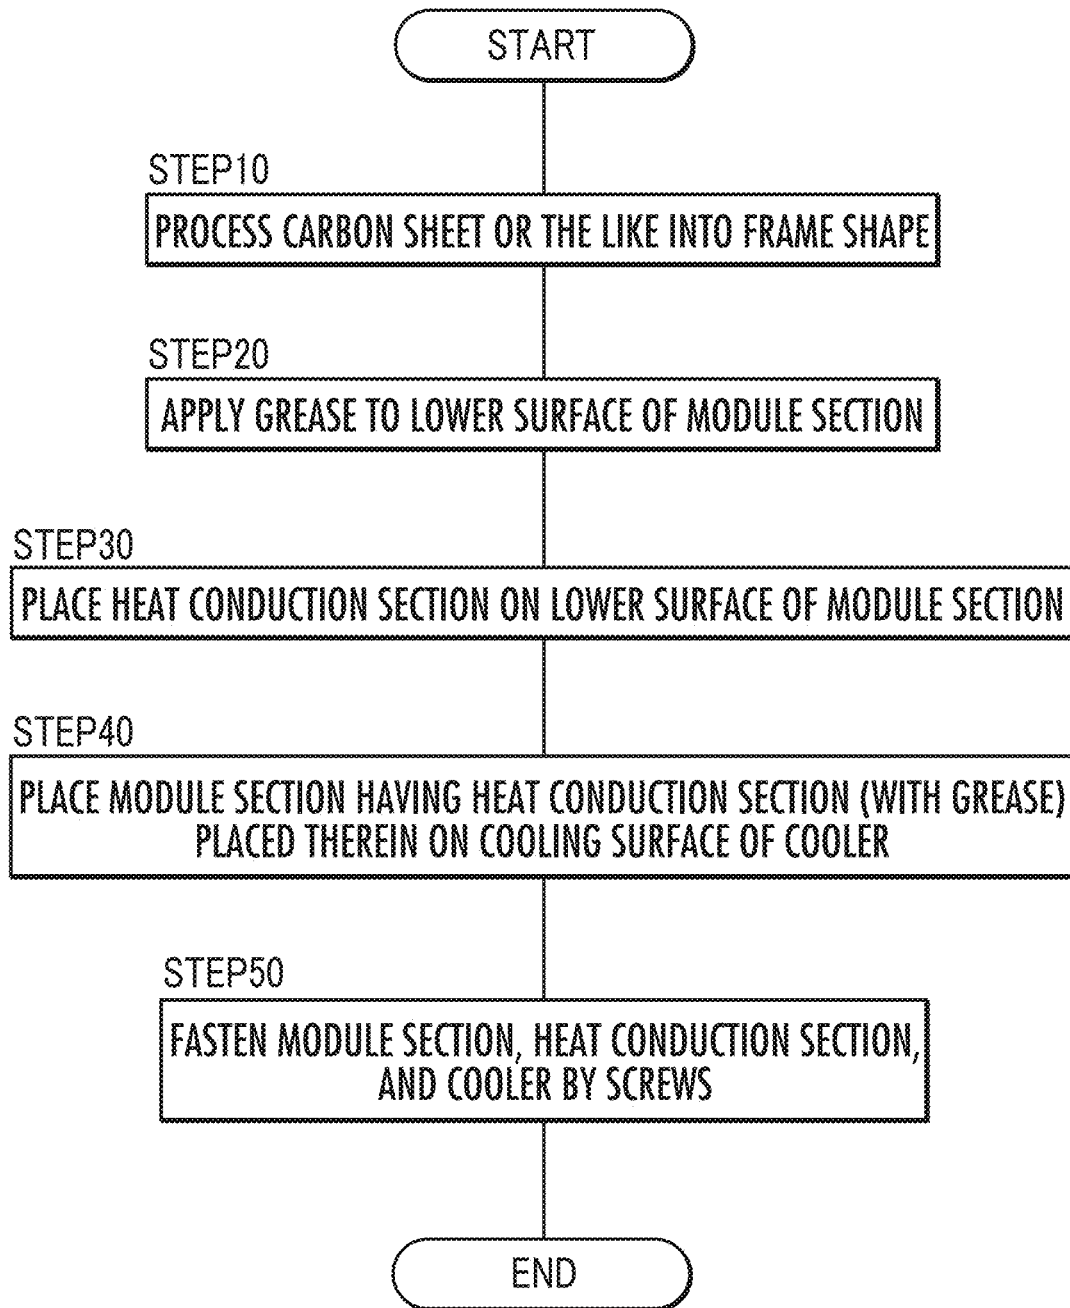 START
STEP10
PROCESS CARBON SHEET OR THE LIKE INTO FRAME SHAPE
STEP20
APPLY GREASE TO LOWER SURFACE OF MODULE SECTION
STEP30
PLACE HEAT CONDUCTION SECTION ON LOWER SURFACE OF MODULE SECTION
STEP40
PLACE MODULE SECTION HAVING HEAT CONDUCTION SECTION (WITH GREASE)
PLACED THEREIN ON COOLING SURFACE OF COOLER
STEP50
FASTEN MODULE SECTION, HEAT CONDUCTION SECTION,
AND COOLER BY SCREWS
END